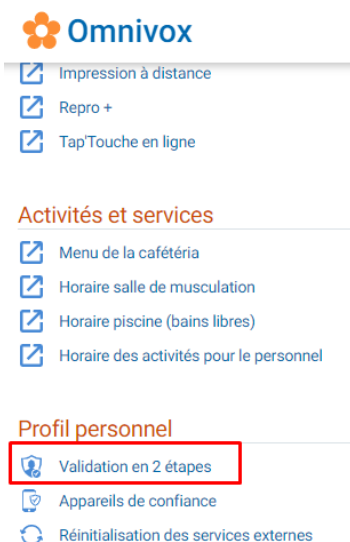 Omnivox
Impression à distance
Repro +
Tap'Touche en ligne
Activités et services
Menu de la cafétéria
Horaire salle de musculation
Horaire piscine (bains libres)
Horaire des activités pour le personnel
Profil personnel
Validation en 2 étapes
Appareils de confiance
Réinitialisation des services externes